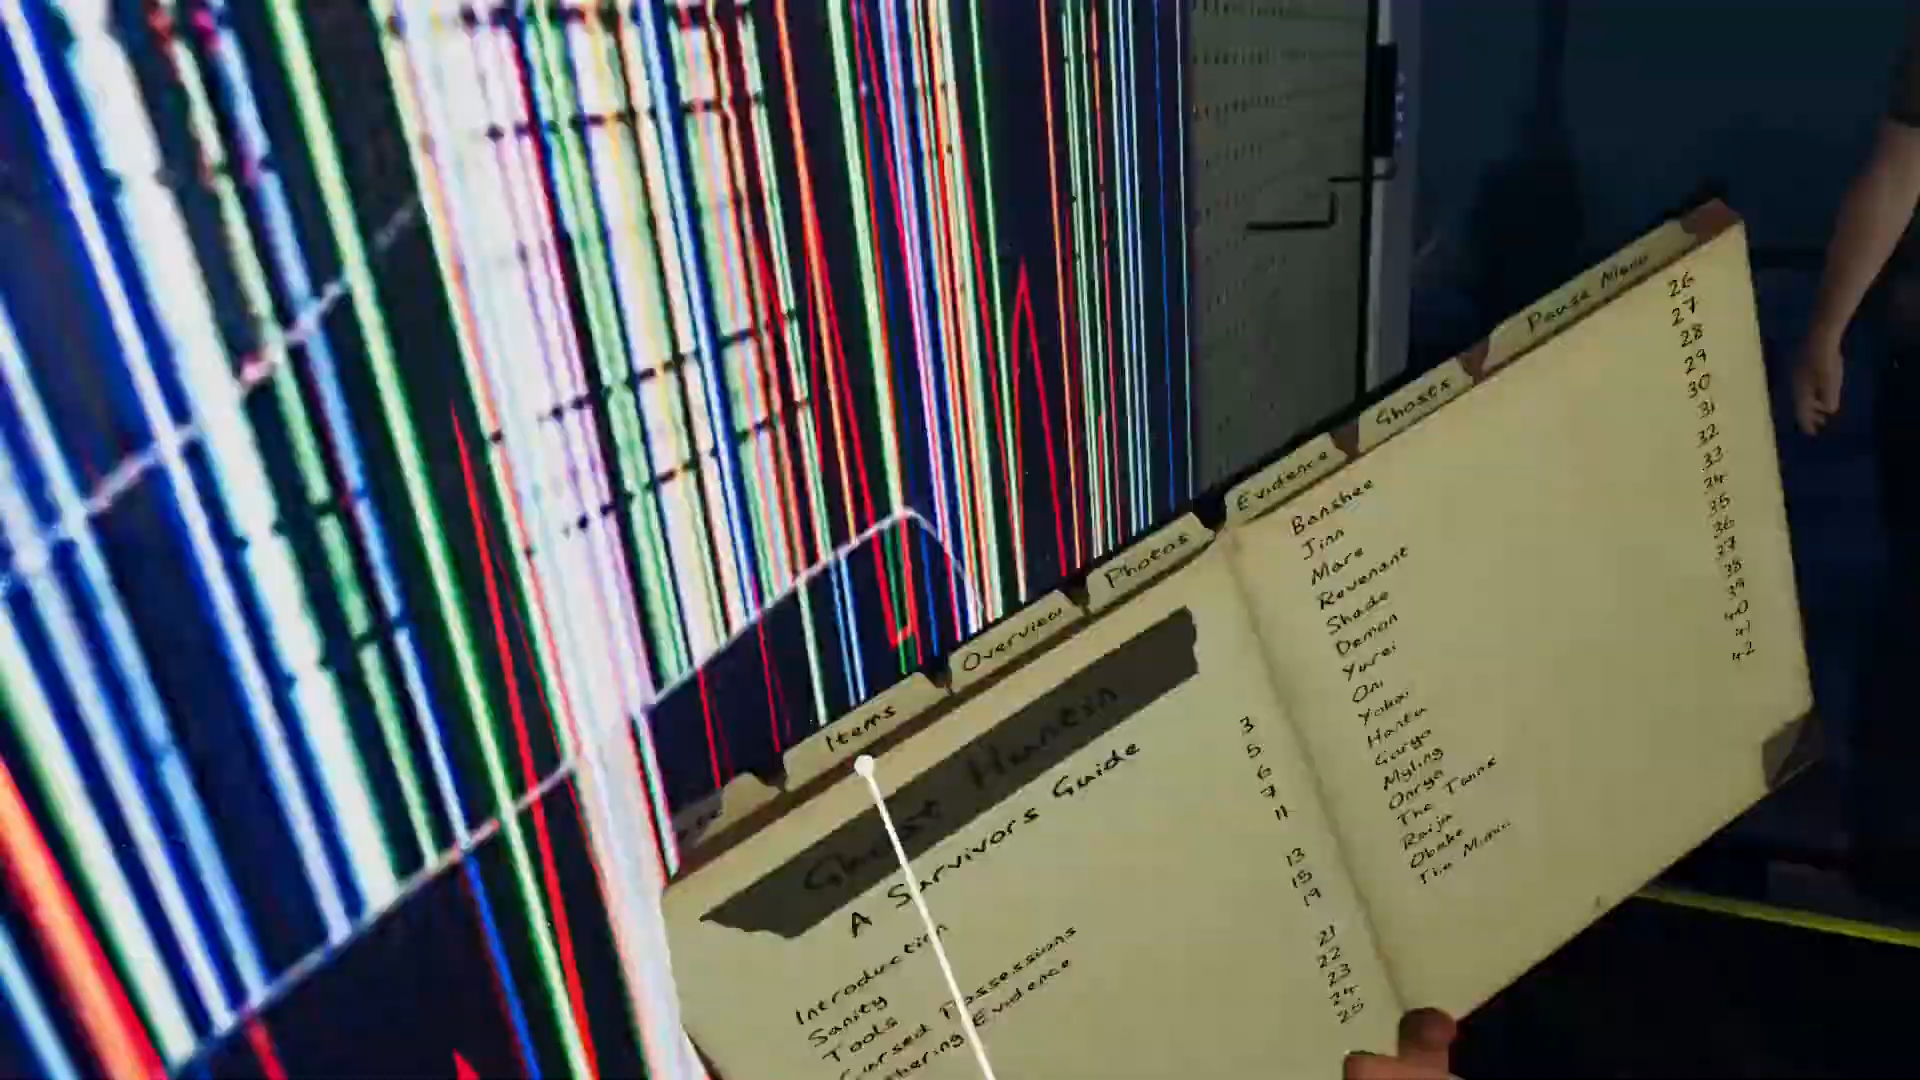 Items
Overview
Photos
Evidence
Ghosts
Pause Menu
Ghost Huntin
A Survivors Guide
Introduction
Sanity
Tools
Cursed Possessions
Evidence
3
5
6
7
11
13
15
19
21
22
23
24
25
Banshee 26
Jinn 27
Mare 28
Revenant 29
Shade 30
Demon 31
Yurei 32
Oni 33
Yokai 34
Hantu 35
Goryo 36
Myling 37
Onryo 38
The Twins 39
Raiju 40
Obake 41
The Mimic 42